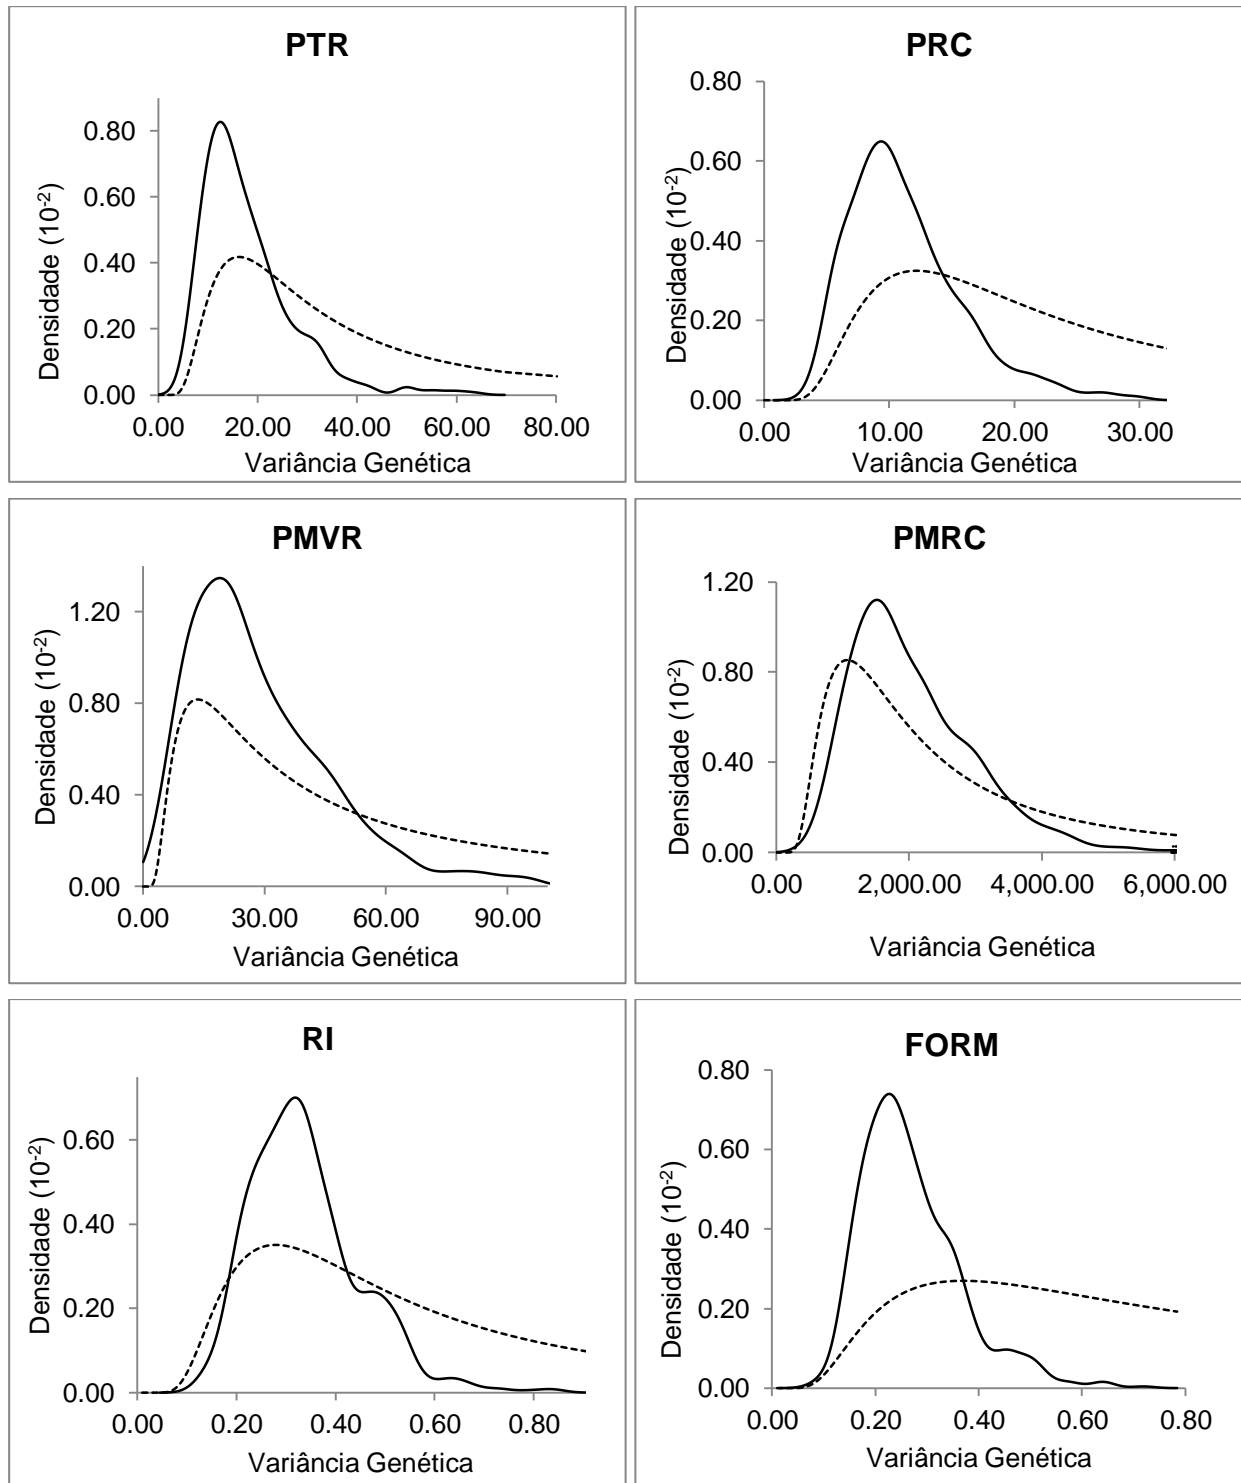 PTR
Densidade (10⁻²)
0.80
0.60
0.40
0.20
0.00
0.00 20.00 40.00 60.00 80.00
Variância Genética
PRC
Densidade (10⁻²)
0.80
0.60
0.40
0.20
0.00
0.00 10.00 20.00 30.00
Variância Genética
PMVR
Densidade (10⁻²)
1.20
0.80
0.40
0.00
0.00 30.00 60.00 90.00
Variância Genética
PMRC
Densidade (10⁻²)
1.20
0.80
0.40
0.00
0.00 2,000.00 4,000.00 6,000.00
Variância Genética
RI
Densidade (10⁻²)
0.60
0.40
0.20
0.00
0.00 0.20 0.40 0.60 0.80
Variância Genética
FORM
Densidade (10⁻²)
0.80
0.60
0.40
0.20
0.00
0.00 0.20 0.40 0.60 0.80
Variância Genética